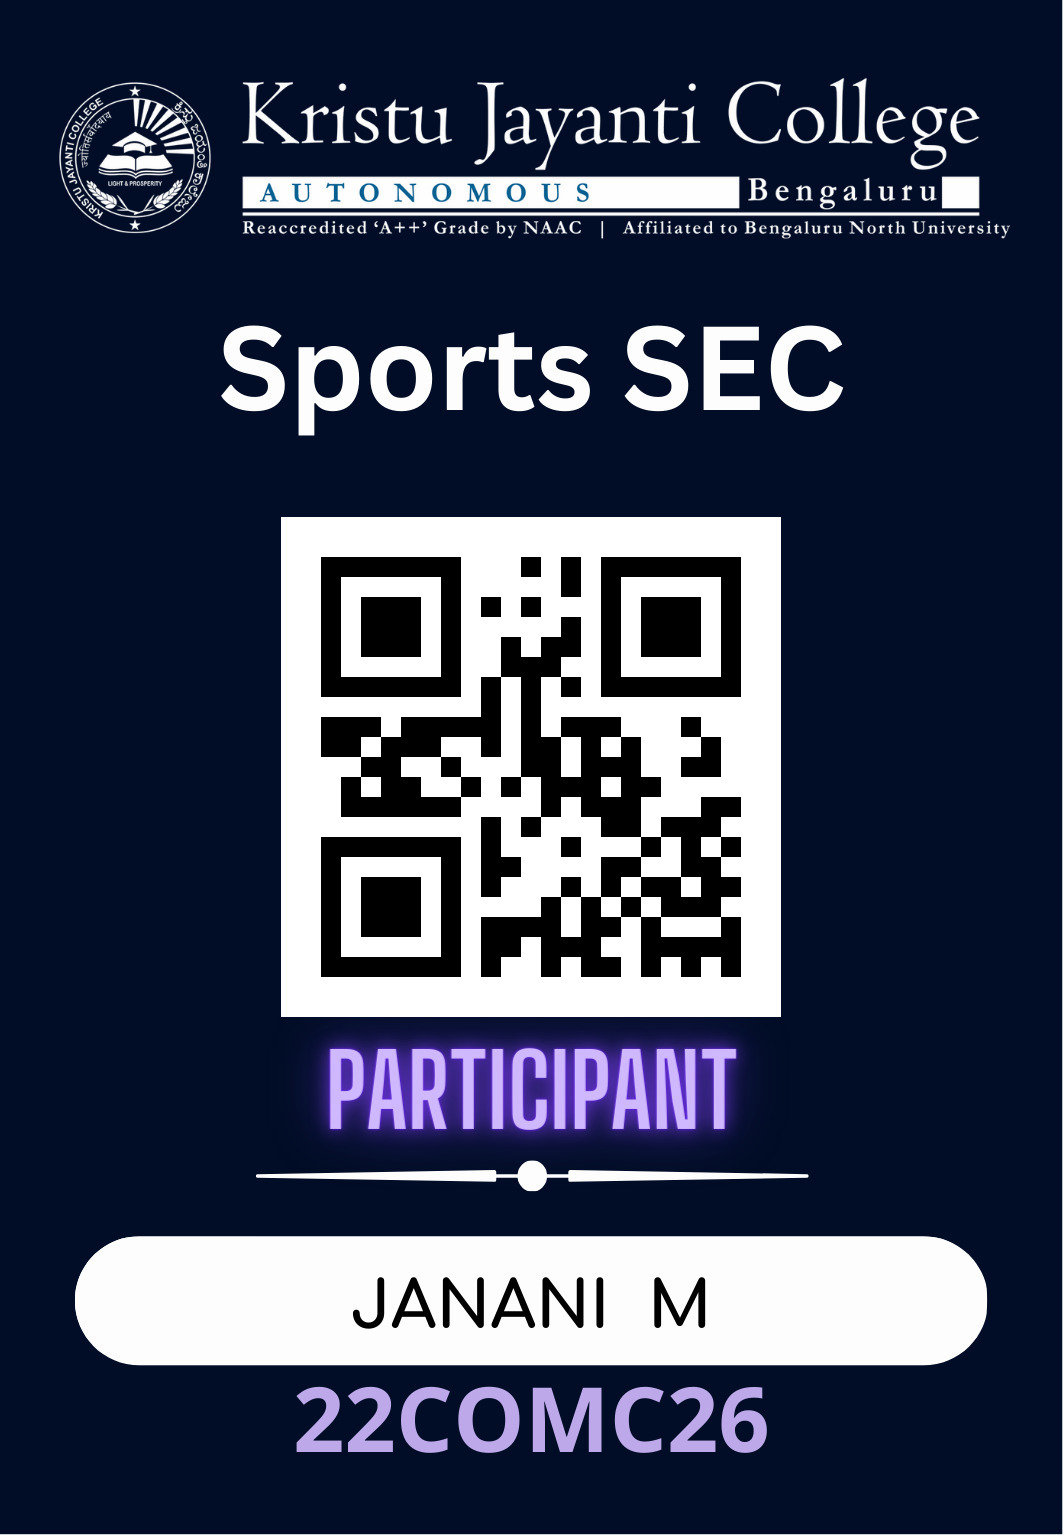 KRISTU JAYANTI COLLEGE
ಕ್ರಿಸ್ತು ಜಯಂತಿ ಕಾಲೇಜು
LIGHT & PROSPERITY
Kristu Jayanti College
AUTONOMOUS Bengaluru
Reaccredited ‘A++’ Grade by NAAC | Affiliated to Bengaluru North University
Sports SEC
PARTICIPANT
JANANI M
22COMC26